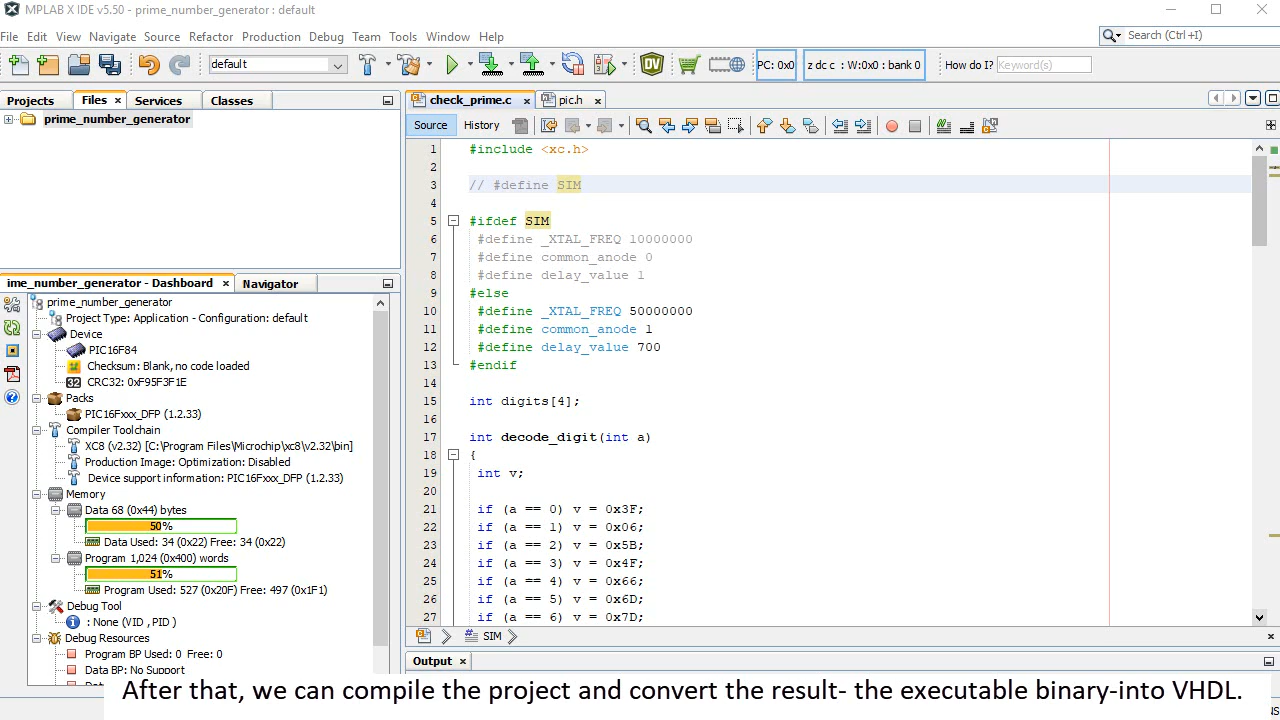 MPLAB X IDE v5.50 - prime_number_generator : default
File Edit View Navigate Source Refactor Production Debug Team Tools Window Help
Search (Ctrl+I)
default
PC: 0x0
z dc c : W:0x0 : bank 0
How do I? Keyword(s)
Projects Files Services Classes
prime_number_generator
ime_number_generator - Dashboard Navigator
prime_number_generator
Project Type: Application - Configuration: default
Device
PIC16F84
Checksum: Blank, no code loaded
CRC32: 0xF95F3F1E
Packs
PIC16Fxxx_DFP (1.2.33)
Compiler Toolchain
XC8 (v2.32) [C:\Program Files\Microchip\xc8\v2.32\bin]
Production Image: Optimization: Disabled
Device support information: PIC16Fxxx_DFP (1.2.33)
Memory
Data 68 (0x44) bytes
50%
Data Used: 34 (0x22) Free: 34 (0x22)
Program 1,024 (0x400) words
51%
Program Used: 527 (0x20F) Free: 497 (0x1F1)
Debug Tool
: None (VID , PID )
Debug Resources
Program BP Used: 0 Free: 0
Data BP: No Support
check_prime.c pic.h
Source History
1 #include <xc.h>
2
3 // #define SIM
4
5 #ifdef SIM
6 #define _XTAL_FREQ 10000000
7 #define common_anode 0
8 #define delay_value 1
9 #else
10 #define _XTAL_FREQ 50000000
11 #define common_anode 1
12 #define delay_value 700
13 #endif
14
15 int digits[4];
16
17 int decode_digit(int a)
18 {
19 int v;
20
21 if (a == 0) v = 0x3F;
22 if (a == 1) v = 0x06;
23 if (a == 2) v = 0x5B;
24 if (a == 3) v = 0x4F;
25 if (a == 4) v = 0x66;
26 if (a == 5) v = 0x6D;
27 if (a == 6) v = 0x7D;
SIM
Output
After that, we can compile the project and convert the result- the executable binary-into VHDL.